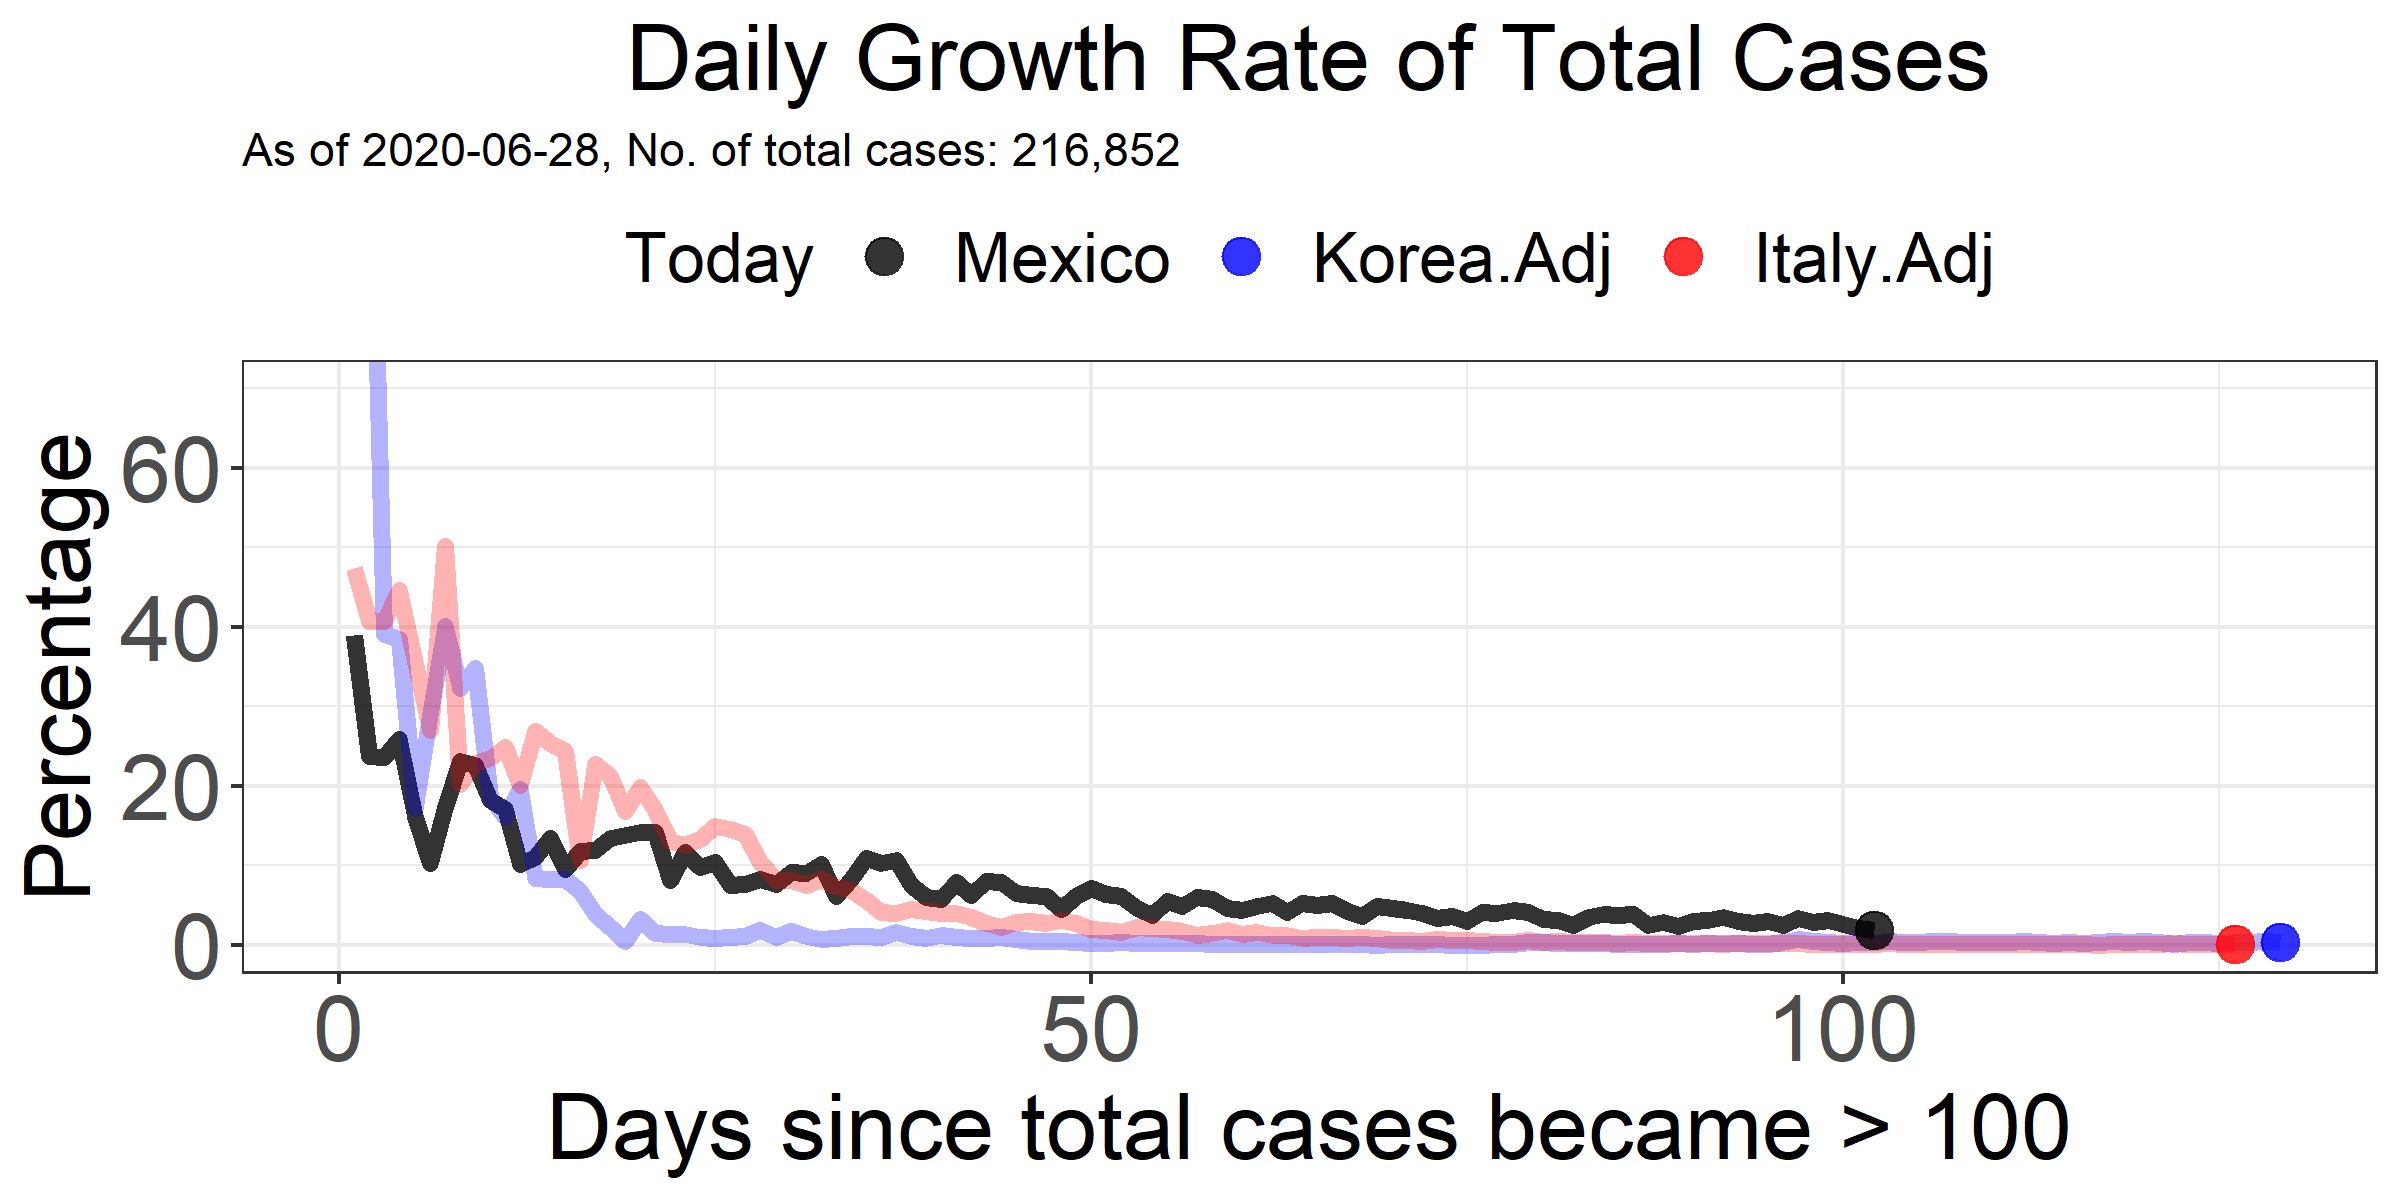 Daily Growth Rate of Total Cases
As of 2020-06-28, No. of total cases: 216,852
Today Mexico Korea.Adj Italy.Adj
Percentage
60
40
20
0
0 50 100
Days since total cases became > 100